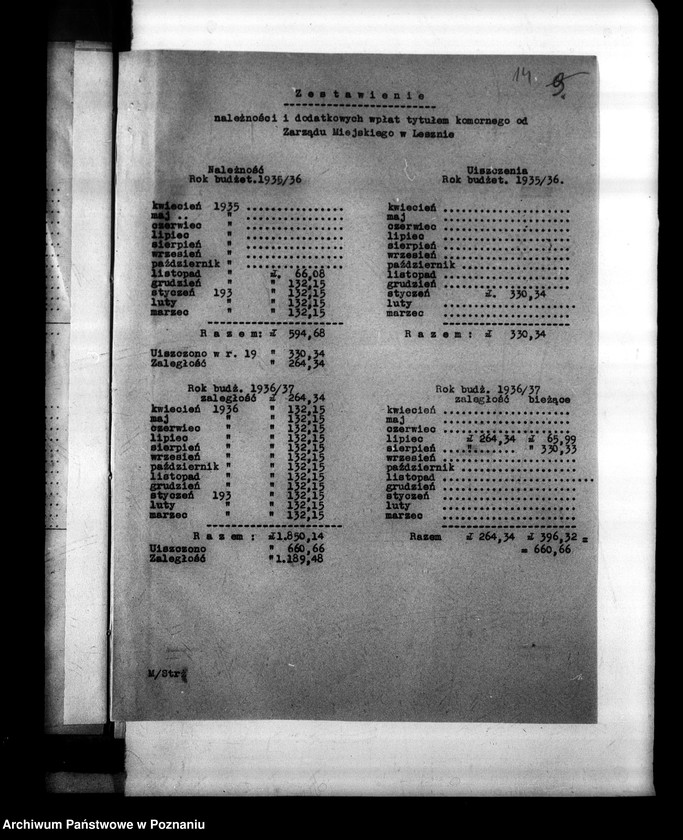 14. 9.
Zestawienie
należności i dodatkowych wpłat tytułem komornego od
Zarządu Miejskiego w Lesznie
Należność
Rok budżet.1935/36
kwiecień 1935 ....................
maj .. " ....................
czerwiec " ....................
lipiec " ....................
sierpień " ....................
wrzesień " ....................
październik " ....................
listopad " zł. 66,08
grudzień " " 132,15
styczeń 193 " 132,15
luty " " 132,15
marzec " " 132,15
Razem: zł 594,68
Uiszczono w r. 19 " 330,34
Zaległość " 264,34
Uiszczenia
Rok budżet. 1935/36.
kwiecień ....................
maj ....................
czerwiec ....................
lipiec ....................
sierpień ....................
wrzesień ....................
październik ....................
listopad ....................
grudzień ....................
styczeń zł. 330,34
luty ....................
marzec ....................
Razem: zł 330,34
Rok budż. 1936/37
zaległość zł 264,34
kwiecień 1936 " 132,15
maj " " 132,15
czerwiec " " 132,15
lipiec " " 132,15
sierpień " " 132,15
wrzesień " " 132,15
październik " " 132,15
listopad " " 132,15
grudzień " " 132,15
styczeń 193 " 132,15
luty " " 132,15
marzec " " 132,15
Razem: zł1.850,14
Uiszczono " 660,66
Zaległość "1.189,48
Rok budż. 1936/37
zaległość bieżące
kwiecień ....................
maj ....................
czerwiec ....................
lipiec zł 264,34 zł 65,99
sierpień ...."........ " 330,33
wrzesień ....................
październik ....................
listopad ....................
grudzień ....................
styczeń ....................
luty ....................
marzec ....................
Razem zł 264,34 zł 396,32 =
= 660,66
M/Str.
Archiwum Państwowe w Poznaniu